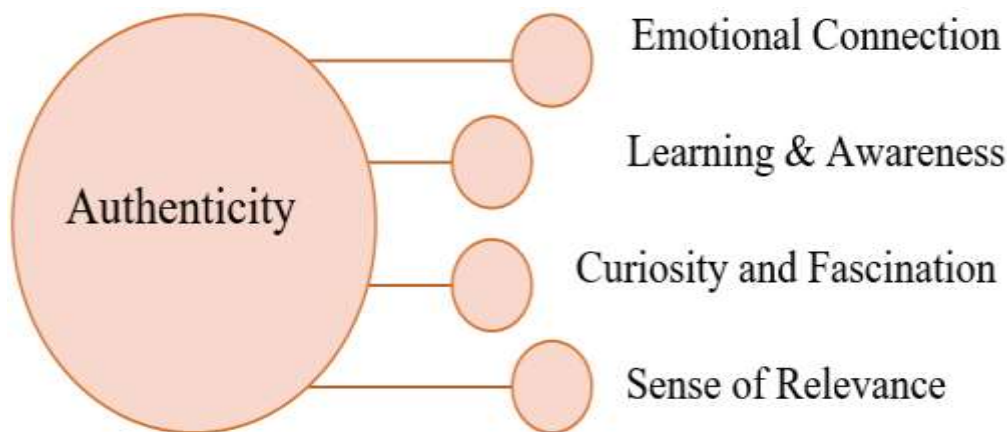 Emotional Connection
Learning & Awareness
Authenticity
Curiosity and Fascination
Sense of Relevance